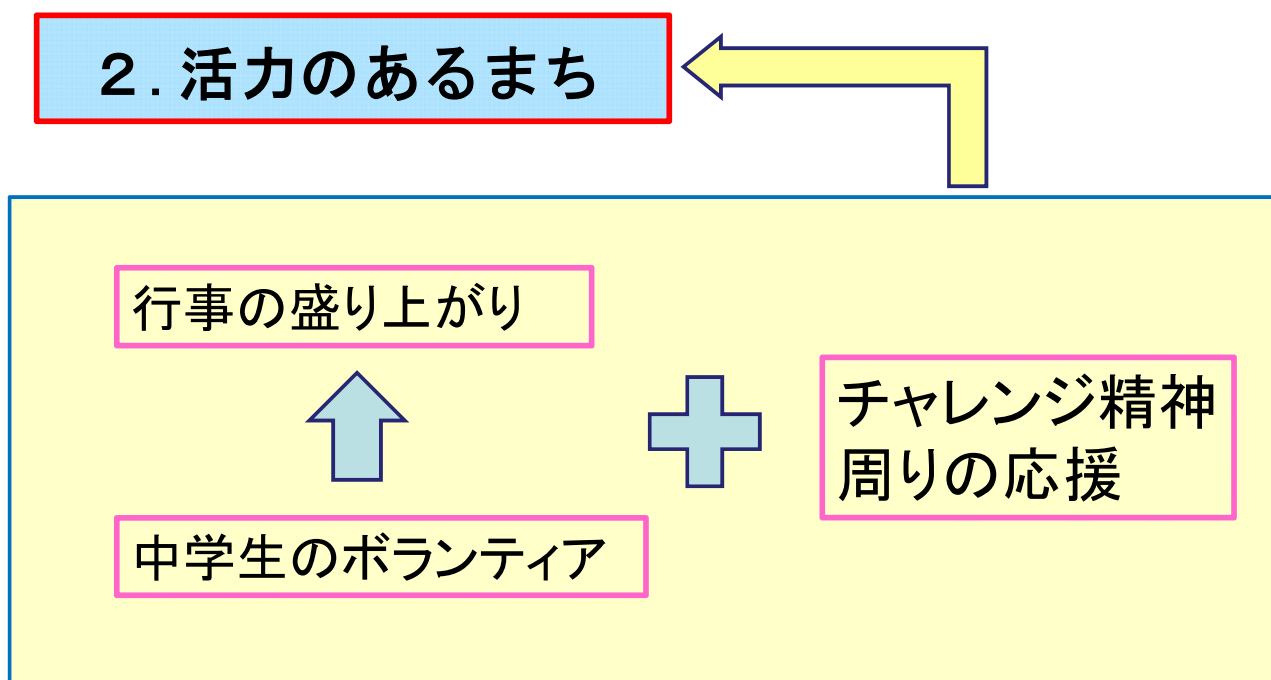 ２．活力のあるまち
行事の盛り上がり
チャレンジ精神
周りの応援
中学生のボランティア